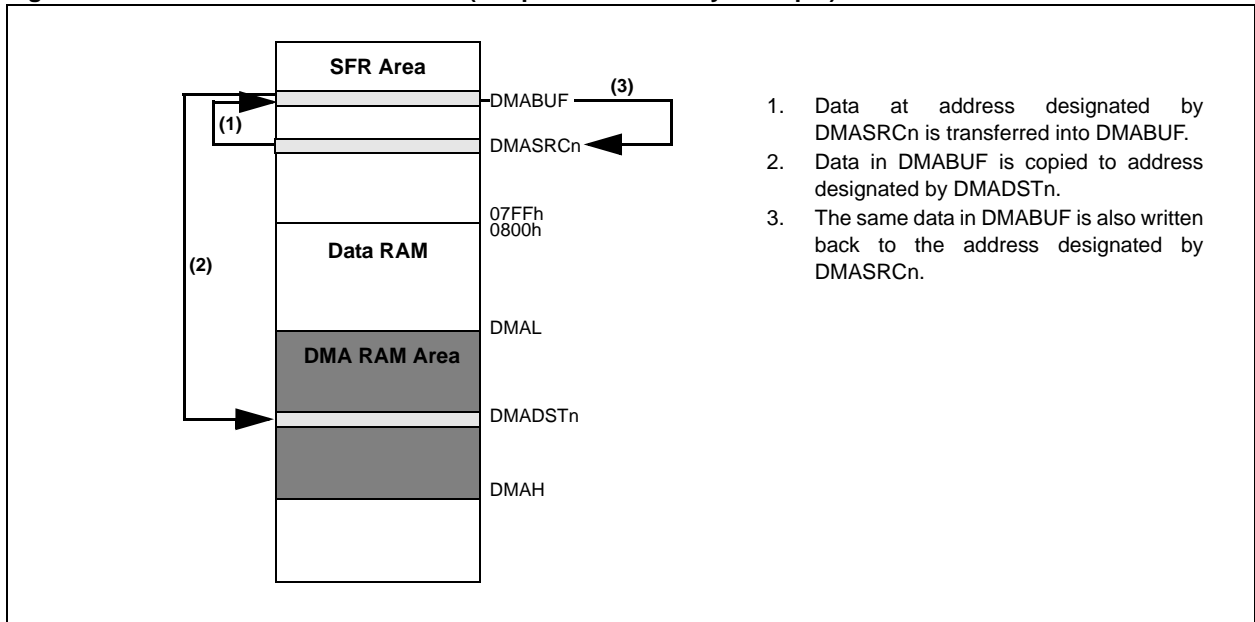 SFR Area
DMABUF
(3)
(1)
DMASRCn
07FFh
0800h
Data RAM
(2)
DMAL
DMA RAM Area
DMADSTn
DMAH
1. Data at address designated by
DMASRCn is transferred into DMABUF.
2. Data in DMABUF is copied to address
designated by DMADSTn.
3. The same data in DMABUF is also written
back to the address designated by
DMASRCn.